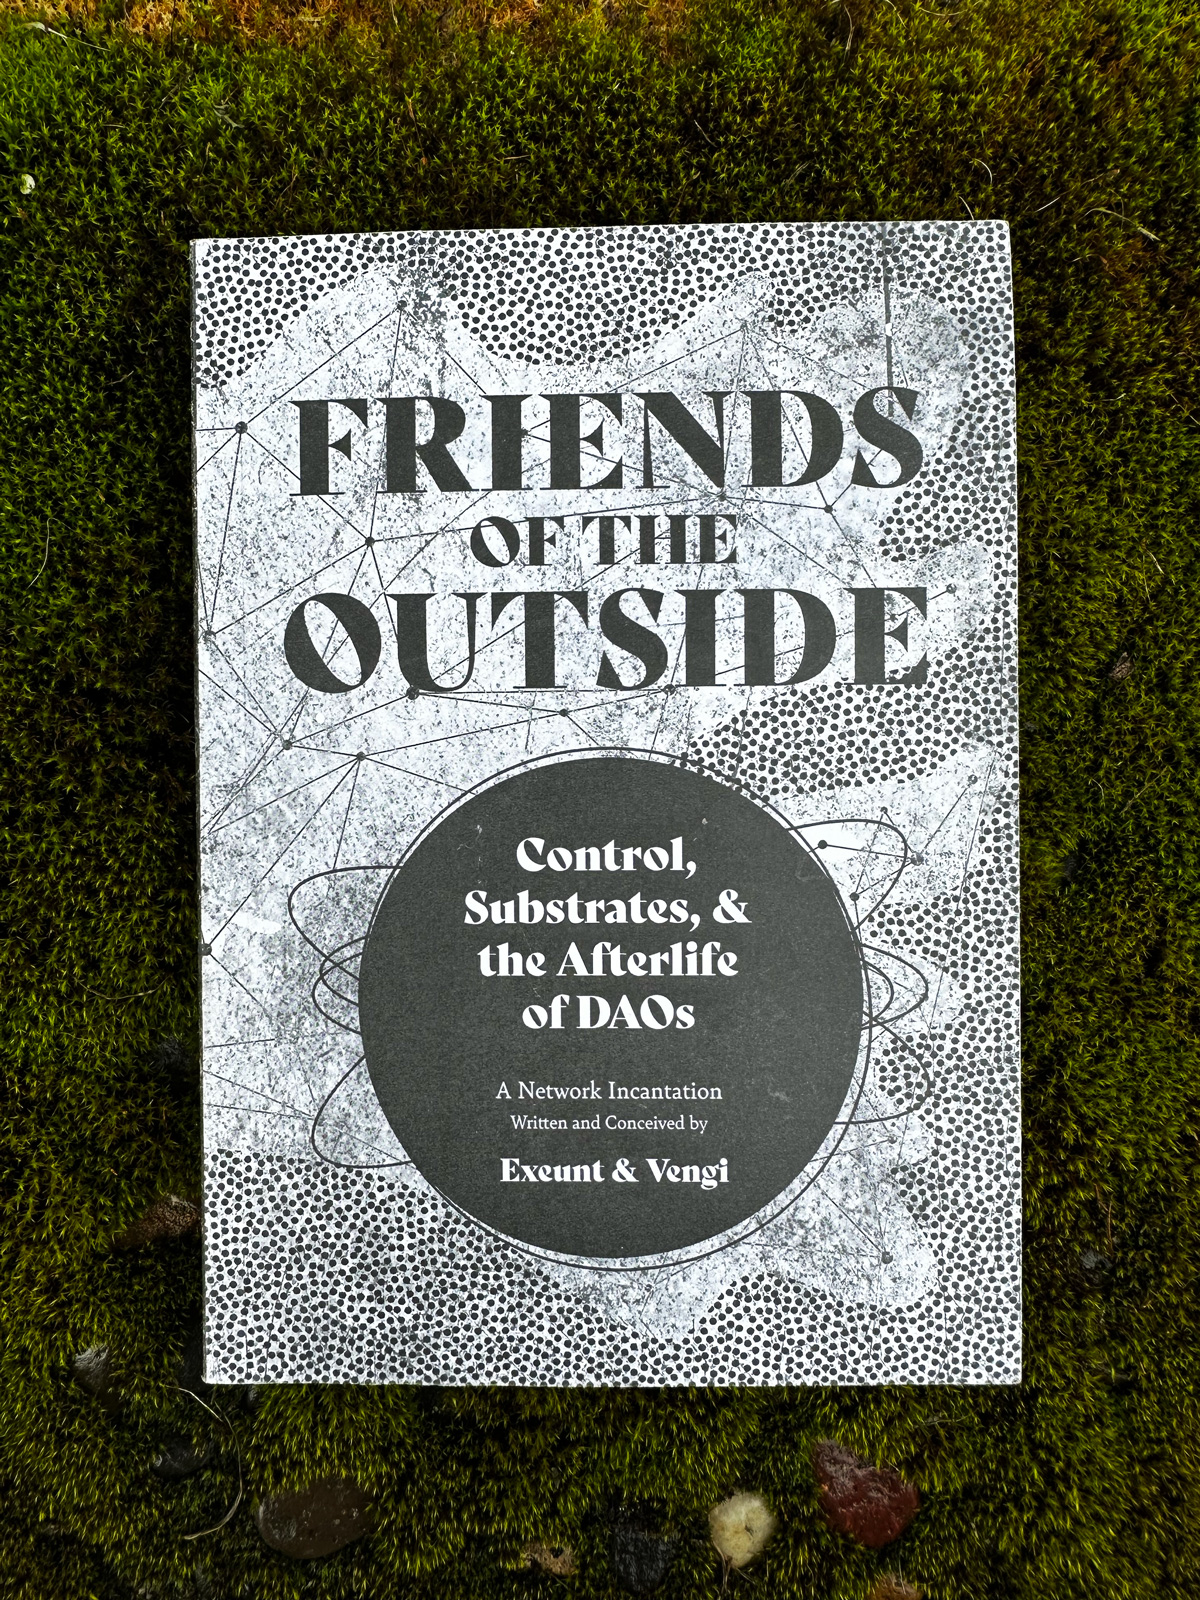 FRIENDS
OF THE
OUTSIDE
Control,
Substrates, &
the Afterlife
of DAOs
A Network Incantation
Written and Conceived by
Exeunt & Vengi